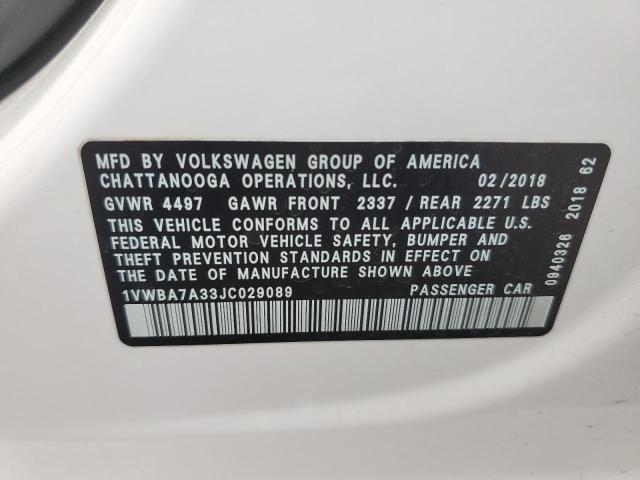 MFD BY VOLKSWAGEN GROUP OF AMERICA
CHATTANOOGA OPERATIONS, LLC. 02/2018
GVWR 4497 GAWR FRONT 2337 / REAR 2271 LBS
THIS VEHICLE CONFORMS TO ALL APPLICABLE U.S.
FEDERAL MOTOR VEHICLE SAFETY, BUMPER AND
THEFT PREVENTION STANDARDS IN EFFECT ON
THE DATE OF MANUFACTURE SHOWN ABOVE
1VWBA7A33JC029089 PASSENGER CAR
0940326 2018 62